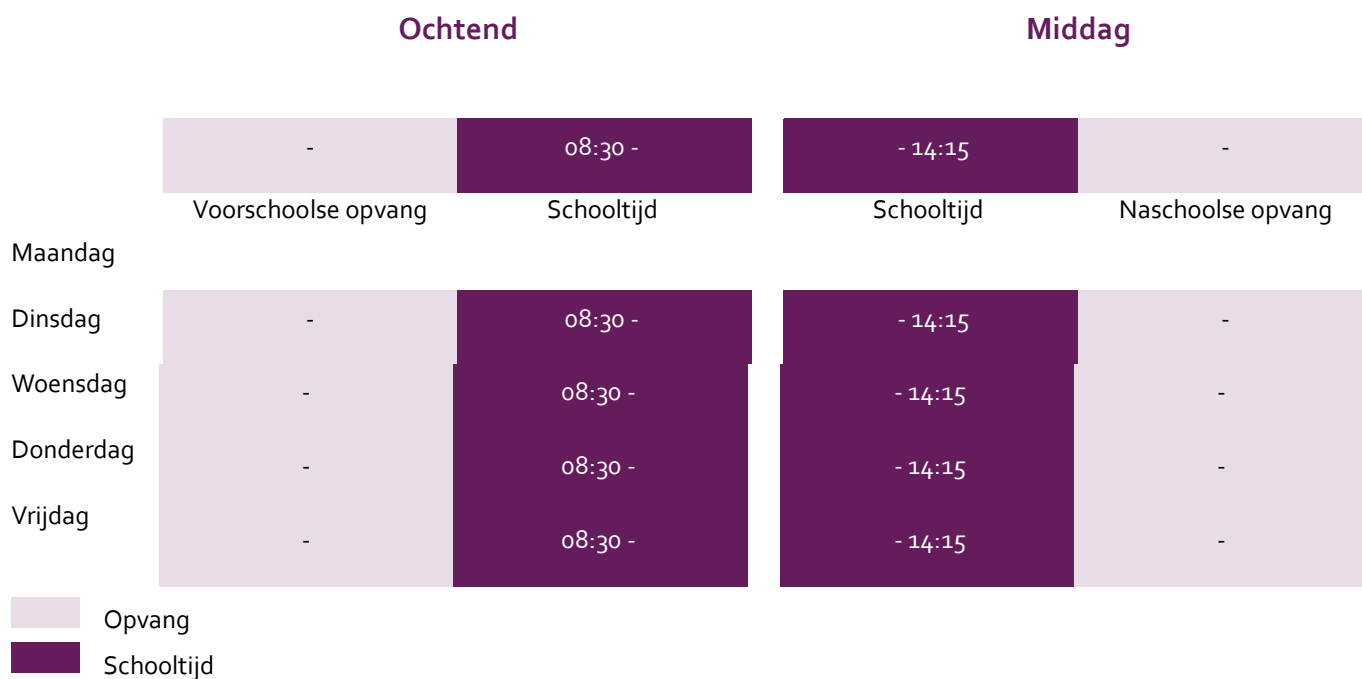 Ochtend Middag
- 08:30 - - 14:15 -
Voorschoolse opvang Schooltijd Schooltijd Naschoolse opvang
Maandag
Dinsdag - 08:30 - - 14:15 -
Woensdag - 08:30 - - 14:15 -
Donderdag - 08:30 - - 14:15 -
Vrijdag - 08:30 - - 14:15 -
Opvang
Schooltijd